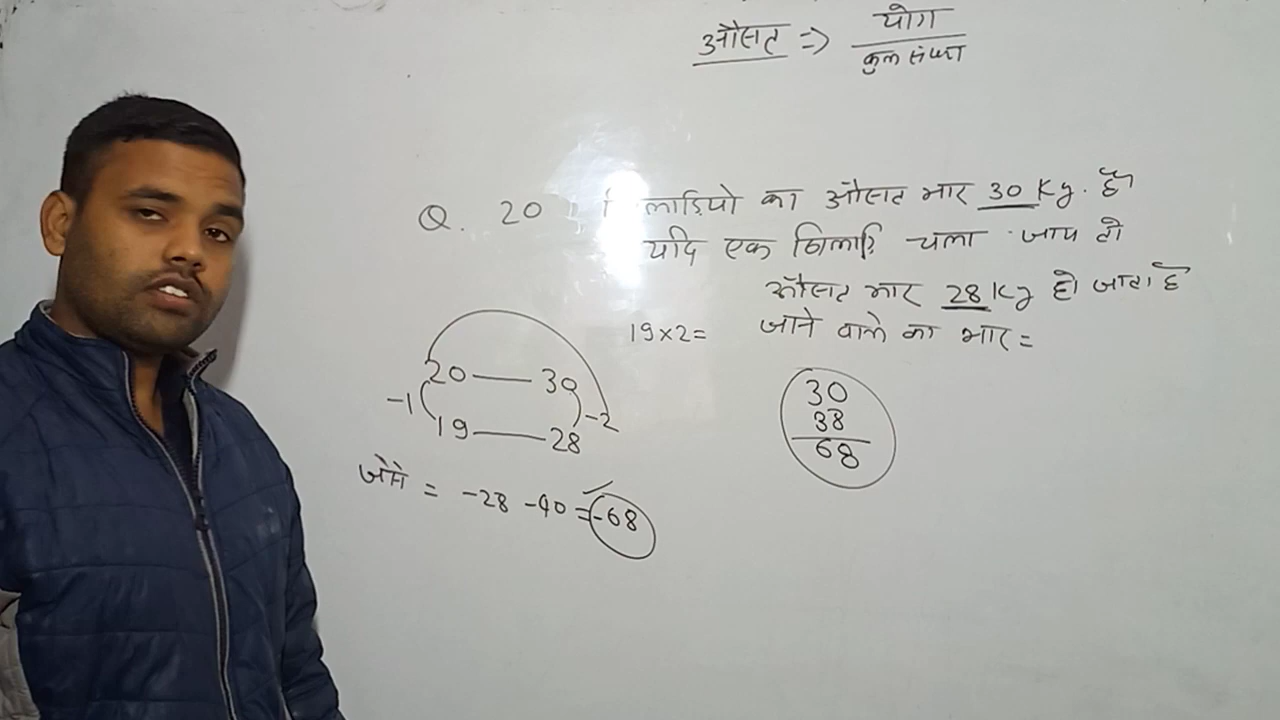 औसत => योग
कुल संख्या
Q. 20 खिलाड़ियो का औसत भार 30 Kg. है
यदि एक खिलाड़ि चला जाय तो
औसत भार 28 Kg हो जाता है
19×2= जाने वाले का भार =
20 — 30
-1 -2
19 — 28
30
38
68
जैसे = -28 -40 = -68